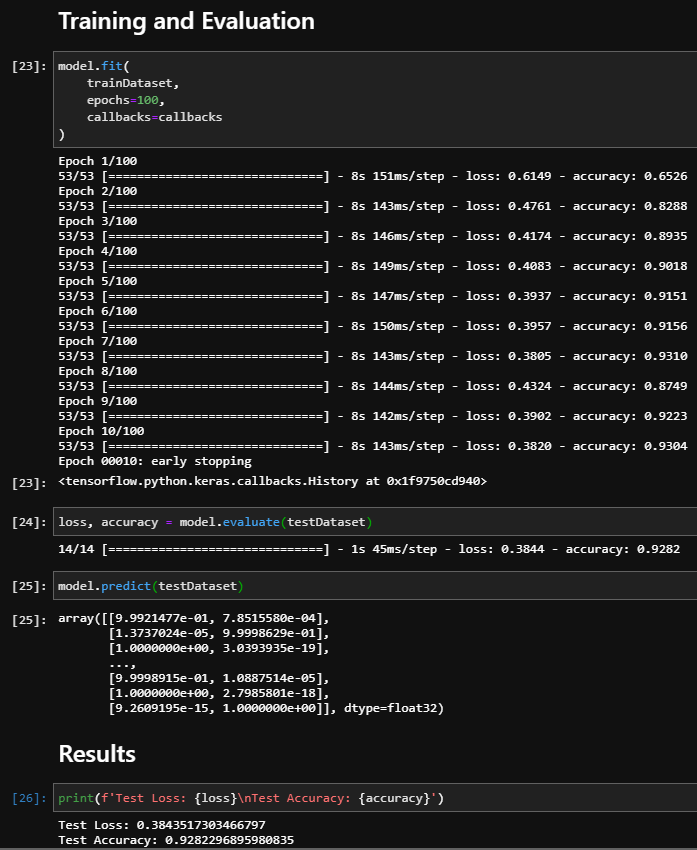 Training and Evaluation
[23]: model.fit(
    trainDataset,
    epochs=100,
    callbacks=callbacks
)
Epoch 1/100
53/53 [==============================] - 8s 151ms/step - loss: 0.6149 - accuracy: 0.6526
Epoch 2/100
53/53 [==============================] - 8s 143ms/step - loss: 0.4761 - accuracy: 0.8288
Epoch 3/100
53/53 [==============================] - 8s 146ms/step - loss: 0.4174 - accuracy: 0.8935
Epoch 4/100
53/53 [==============================] - 8s 149ms/step - loss: 0.4083 - accuracy: 0.9018
Epoch 5/100
53/53 [==============================] - 8s 147ms/step - loss: 0.3937 - accuracy: 0.9151
Epoch 6/100
53/53 [==============================] - 8s 150ms/step - loss: 0.3957 - accuracy: 0.9156
Epoch 7/100
53/53 [==============================] - 8s 143ms/step - loss: 0.3805 - accuracy: 0.9310
Epoch 8/100
53/53 [==============================] - 8s 144ms/step - loss: 0.4324 - accuracy: 0.8749
Epoch 9/100
53/53 [==============================] - 8s 142ms/step - loss: 0.3902 - accuracy: 0.9223
Epoch 10/100
53/53 [==============================] - 8s 143ms/step - loss: 0.3820 - accuracy: 0.9304
Epoch 00010: early stopping
[23]: <tensorflow.python.keras.callbacks.History at 0x1f9750cd940>
[24]: loss, accuracy = model.evaluate(testDataset)
14/14 [==============================] - 1s 45ms/step - loss: 0.3844 - accuracy: 0.9282
[25]: model.predict(testDataset)
[25]: array([[9.9921477e-01, 7.8515580e-04],
       [1.3737024e-05, 9.9998629e-01],
       [1.0000000e+00, 3.0393935e-19],
       ...,
       [9.9998915e-01, 1.0887514e-05],
       [1.0000000e+00, 2.7985801e-18],
       [9.2609195e-15, 1.0000000e+00]], dtype=float32)
Results
[26]: print(f'Test Loss: {loss}\nTest Accuracy: {accuracy}')
Test Loss: 0.3843517303466797
Test Accuracy: 0.9282296895980835